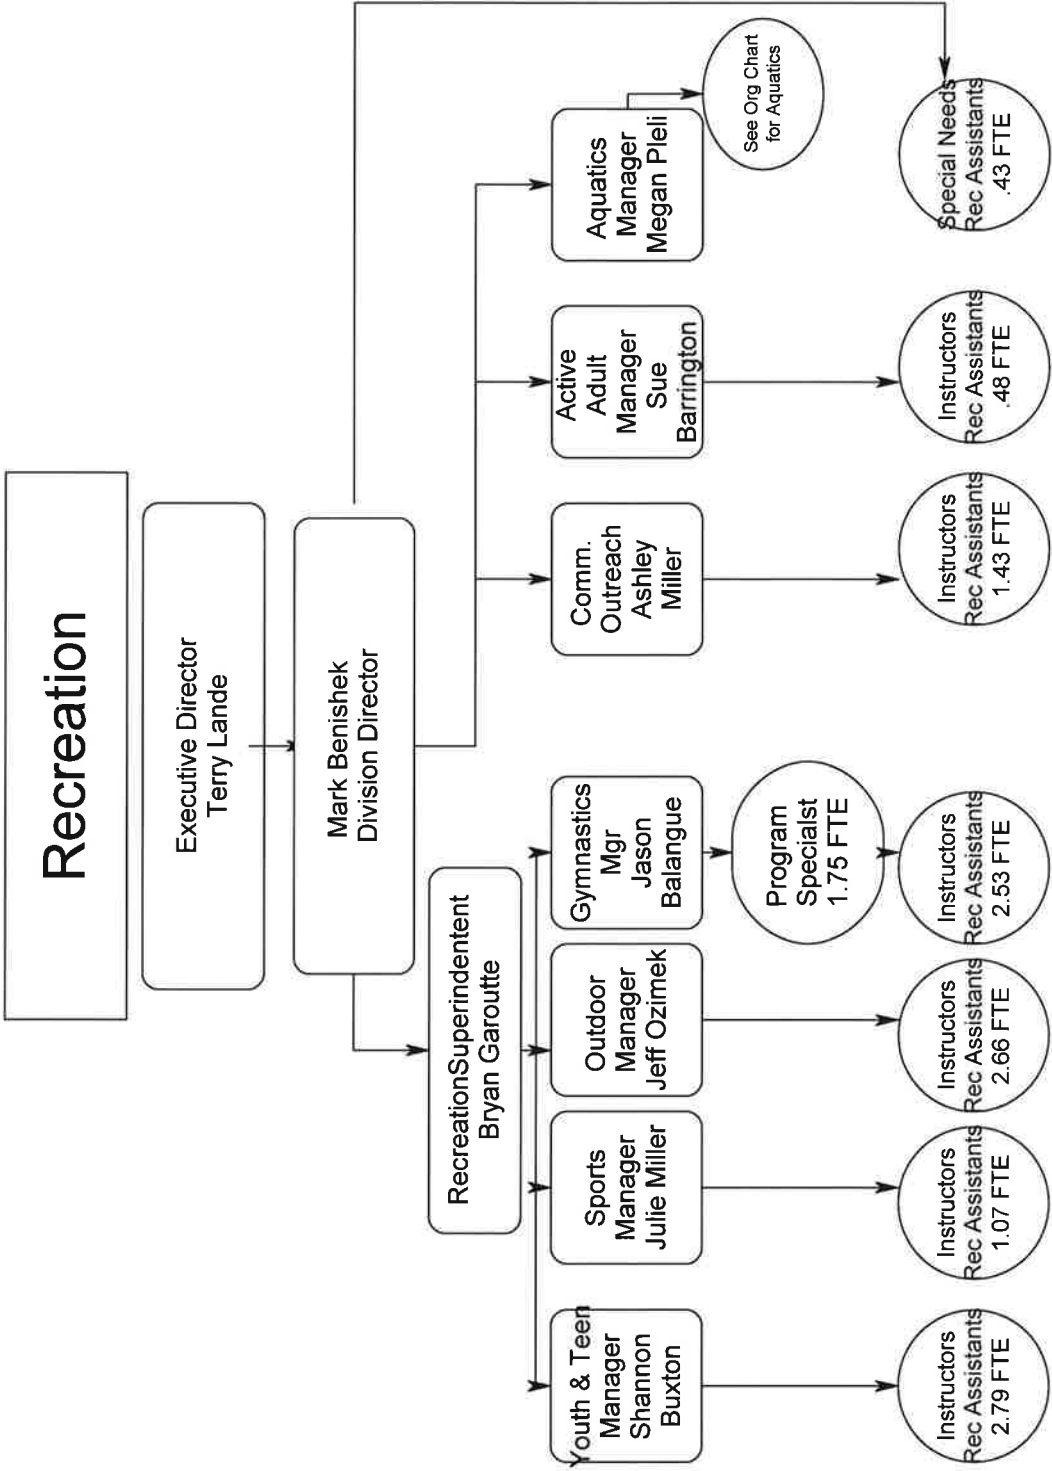 Recreation
Executive Director
Terry Lande
Mark Benishek
Division Director
RecreationSuperindentent
Bryan Garoutte
Youth & Teen
Manager
Shannon
Buxton
Sports
Manager
Julie Miller
Outdoor
Manager
Jeff Ozimek
Gymnastics
Mgr
Jason
Balangue
Comm.
Outreach
Ashley
Miller
Active
Adult
Manager
Sue
Barrington
Aquatics
Manager
Megan Pleli
See Org Chart
for Aquatics
Program
Specialst
1.75 FTE
Instructors
Rec Assistants
2.79 FTE
Instructors
Rec Assistants
1.07 FTE
Instructors
Rec Assistants
2.66 FTE
Instructors
Rec Assistants
2.53 FTE
Instructors
Rec Assistants
1.43 FTE
Instructors
Rec Assistants
.48 FTE
Special Needs
Rec Assistants
.43 FTE